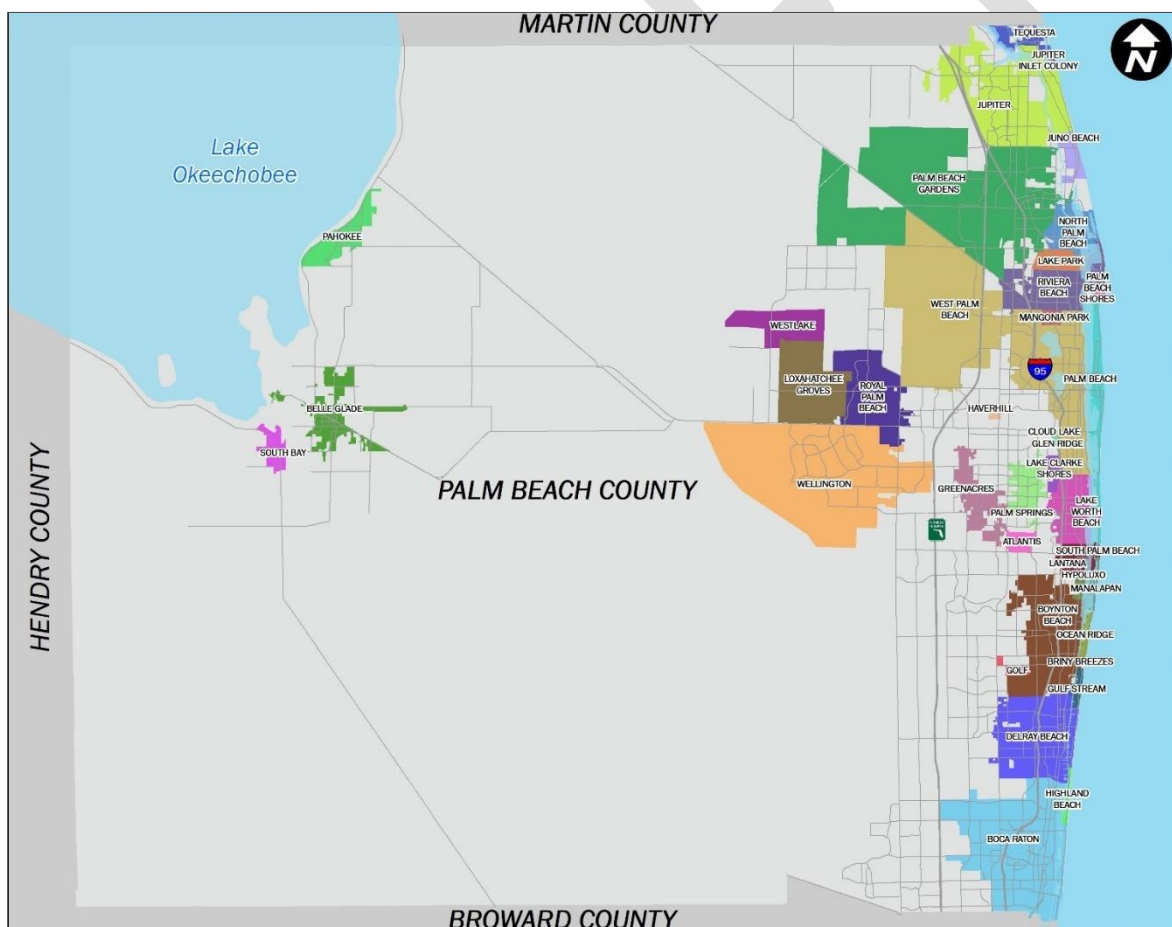 MARTIN COUNTY
N
TEQUESTA
JUPITER
INLET COLONY
JUPITER
JUNO BEACH
Lake
Okeechobee
PALM BEACH
GARDENS
PAHOKEE
NORTH
PALM
BEACH
LAKE PARK
RIVIERA
BEACH
PALM
BEACH
SHORES
WEST PALM
BEACH
MANGONIA PARK
WESTLAKE
95
LOXAHATCHEE
GROVES
ROYAL
PALM
BEACH
PALM BEACH
HAVERHILL
BELLE GLADE
CLOUD LAKE
GLEN RIDGE
SOUTH BAY
LAKE CLARKE
SHORES
WELLINGTON
GREENACRES
PALM BEACH COUNTY
HENDRY COUNTY
PALM SPRINGS
LAKE
WORTH
BEACH
ATLANTIS
SOUTH PALM BEACH
LANTANA
HYPOLUXO
MANALAPAN
BOYNTON
BEACH
OCEAN RIDGE
BRINY BREEZES
GOLF
GULF STREAM
DELRAY BEACH
HIGHLAND
BEACH
BOCA RATON
BROWARD COUNTY